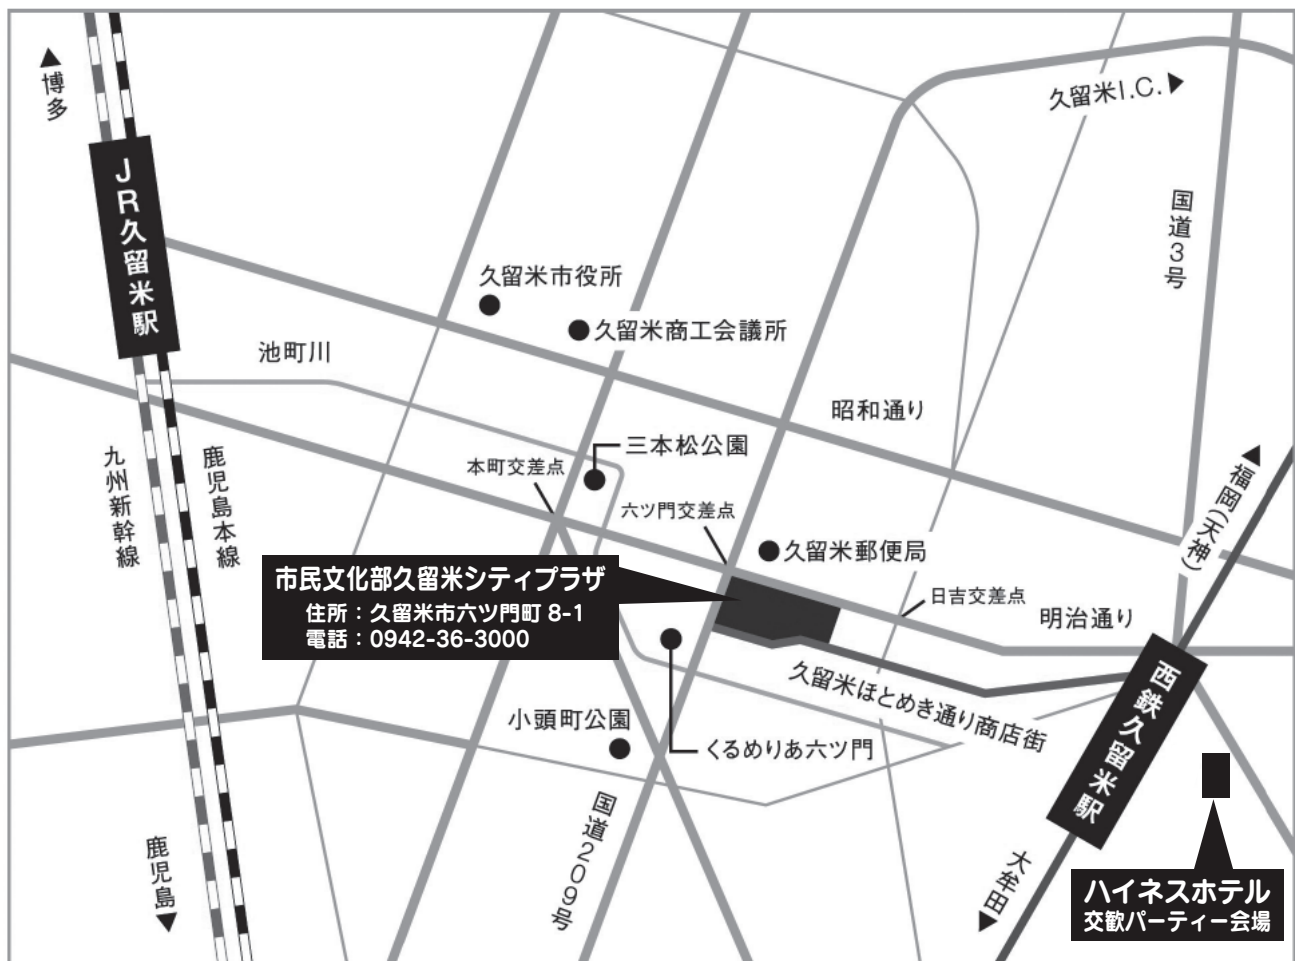 ▲博多
久留米I.C.▶
JR久留米駅
国道3号
久留米市役所
久留米商工会議所
池町川
昭和通り
三本松公園
本町交差点
九州新幹線
鹿児島本線
六ツ門交差点
▲福岡(天神)
久留米郵便局
市民文化部久留米シティプラザ
住所：久留米市六ツ門町 8-1
電話：0942-36-3000
日吉交差点
明治通り
久留米ほとめき通り商店街
西鉄久留米駅
小頭町公園
くるめりあ六ツ門
国道209号
鹿児島▼
大牟田▼
ハイネスホテル
交歓パーティー会場